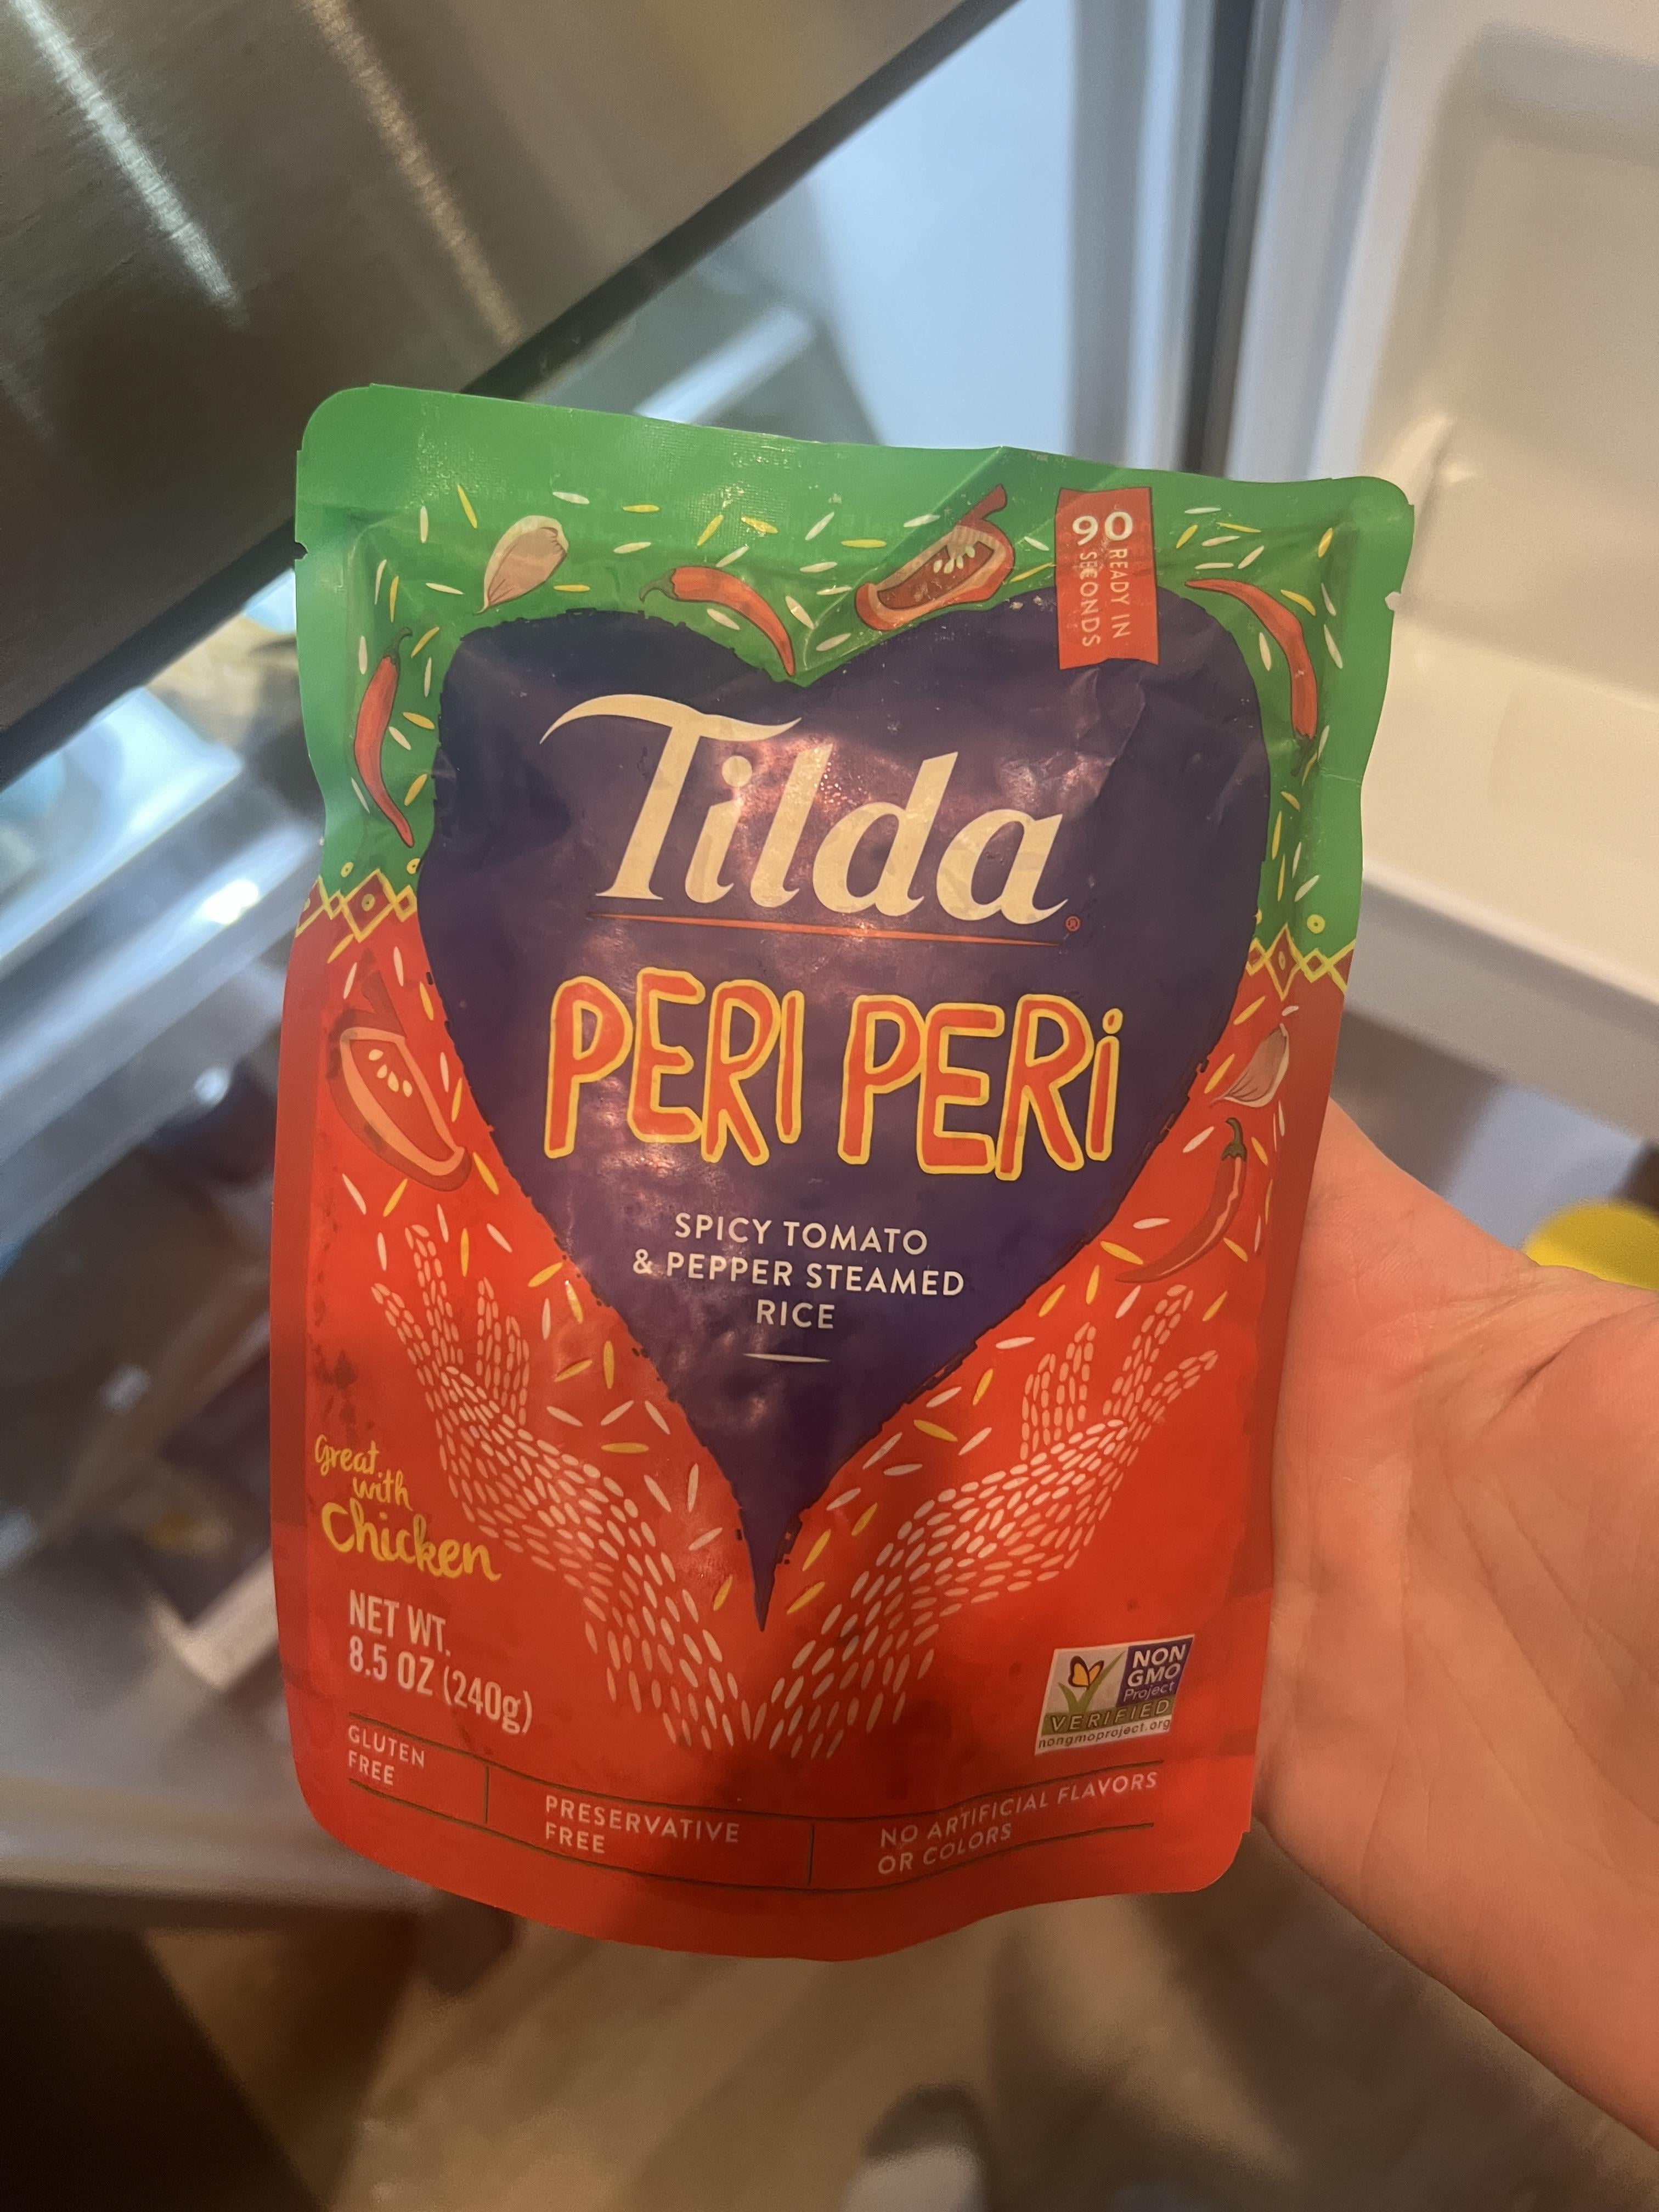 90
READY IN
SECONDS
Tilda®
PERI PERi
SPICY TOMATO
& PEPPER STEAMED
RICE
Great
with
Chicken
NET WT.
8.5 OZ (240g)
NON
GMO
Project
VERIFIED
nongmoproject.org
GLUTEN
FREE
PRESERVATIVE
FREE
NO ARTIFICIAL FLAVORS
OR COLORS